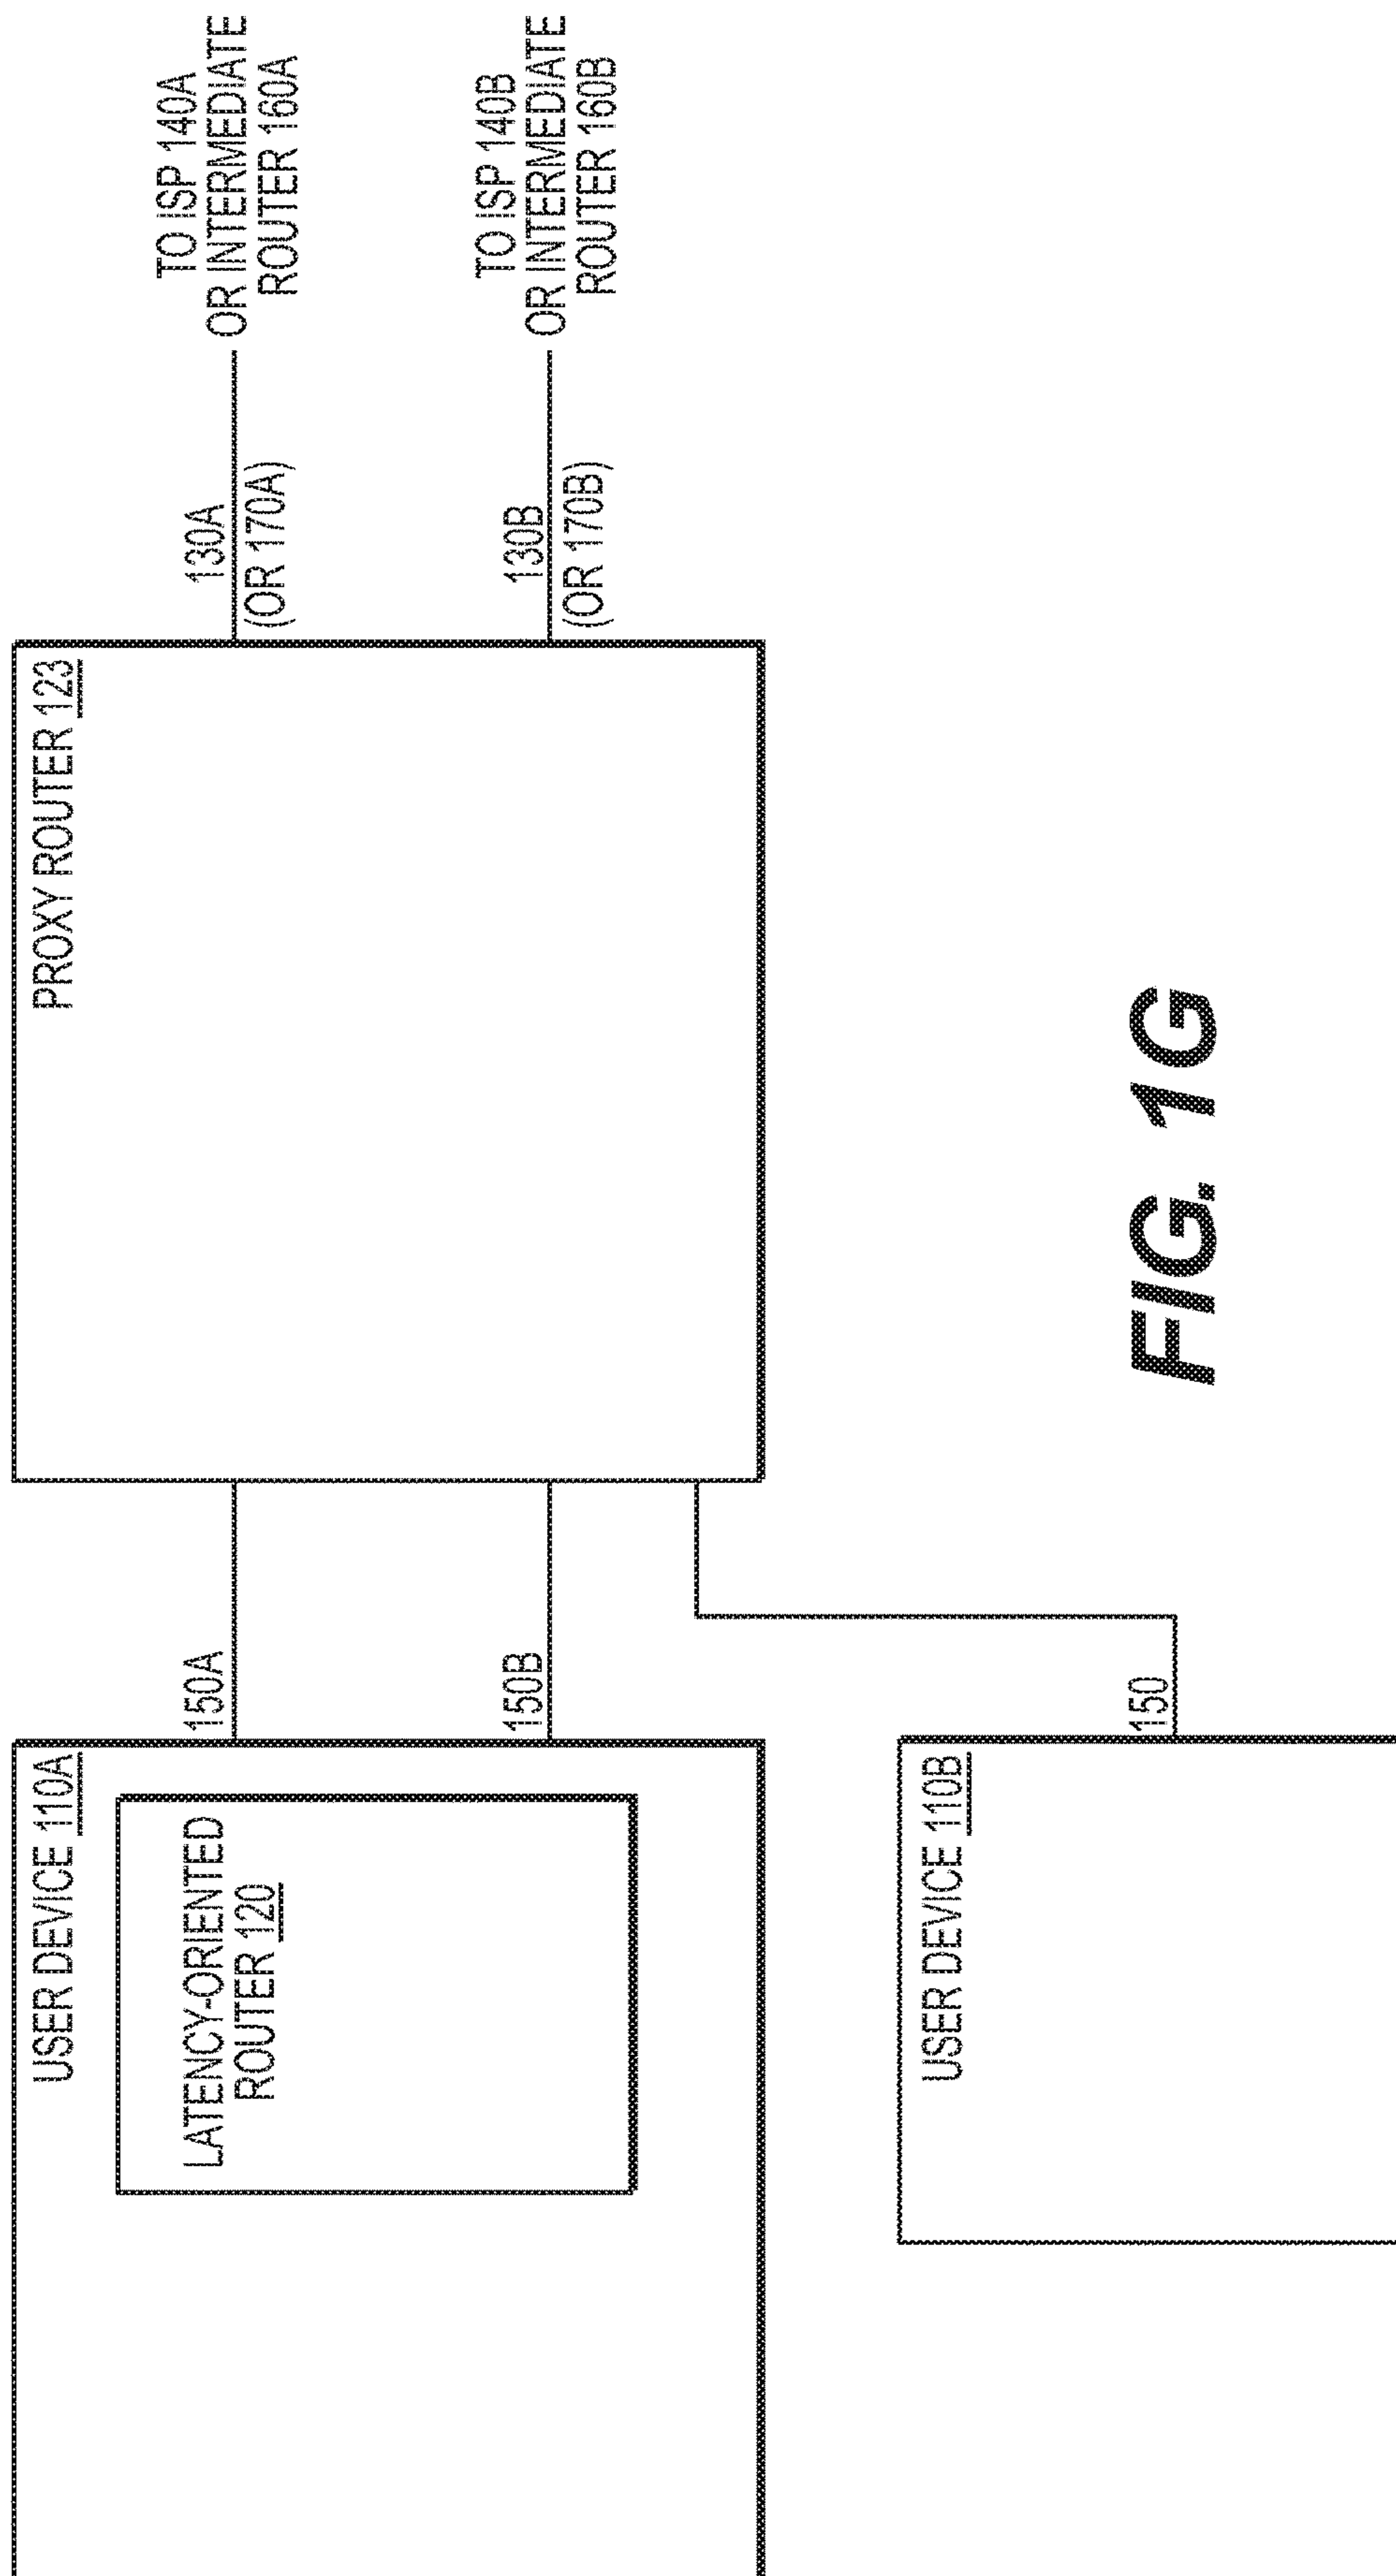 USER DEVICE 110A
LATENCY-ORIENTED
ROUTER 120
150A
150B
PROXY ROUTER 123
130A
(OR 170A)
TO ISP 140A
OR INTERMEDIATE
ROUTER 160A
130B
(OR 170B)
TO ISP 140B
OR INTERMEDIATE
ROUTER 160B
USER DEVICE 110B
150
FIG. 1G